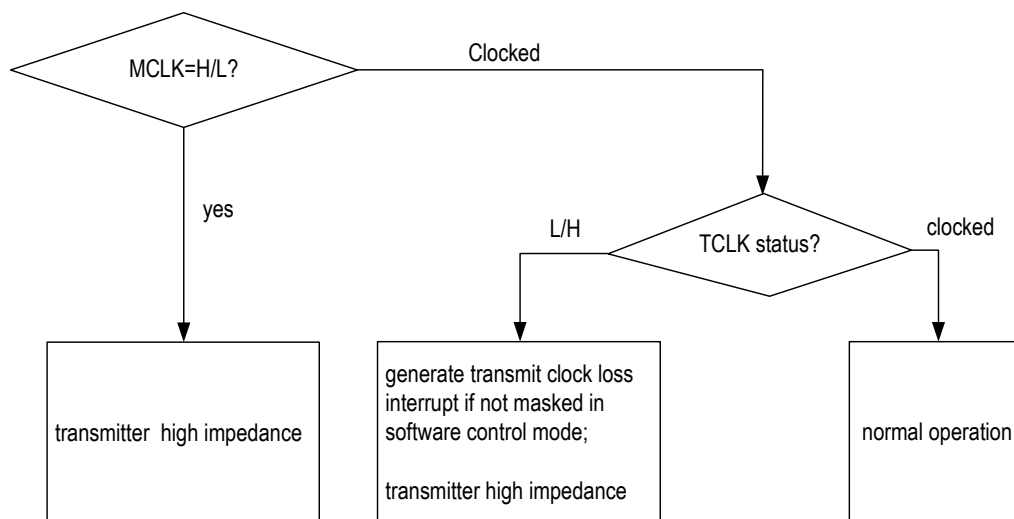 MCLK=H/L?
Clocked
yes
L/H
TCLK status?
clocked
transmitter high impedance
generate transmit clock loss
interrupt if not masked in
software control mode;
transmitter high impedance
normal operation